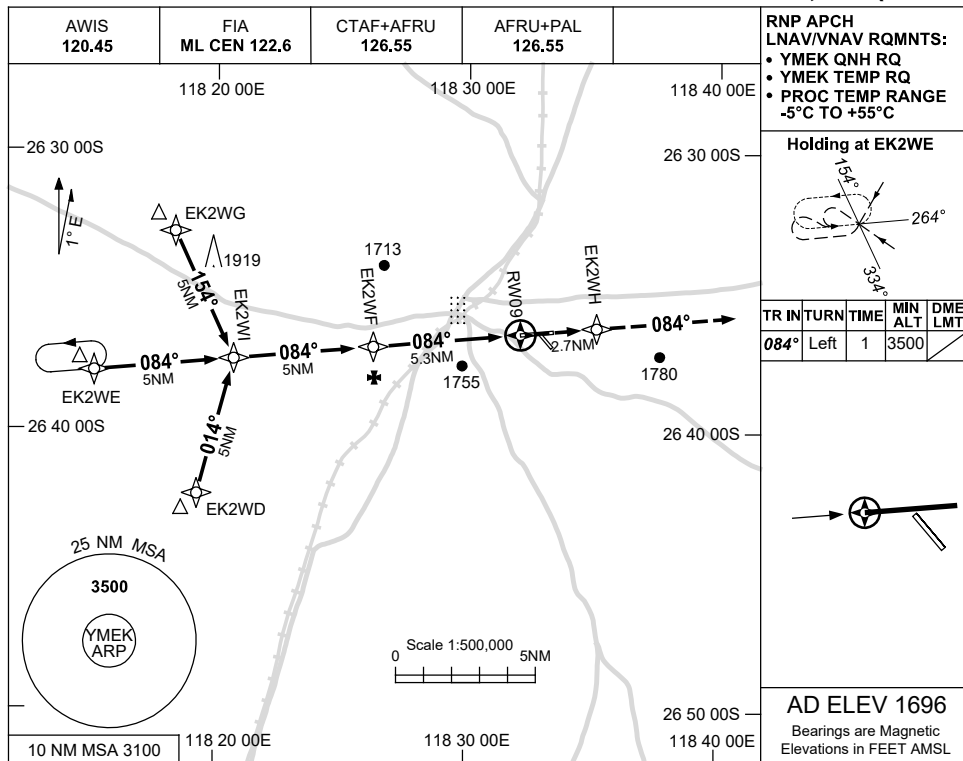 AWIS
120.45
FIA
ML CEN 122.6
CTAF+AFRU
126.55
AFRU+PAL
126.55
RNP APCH
LNAV/VNAV RQMNTS:
• YMEK QNH RQ
• YMEK TEMP RQ
• PROC TEMP RANGE
-5°C TO +55°C
118 20 00E
118 30 00E
118 40 00E
26 30 00S
26 30 00S
Holding at EK2WE
154°
264°
334°
TR IN TURN TIME MIN ALT DME LMT
084° Left 1 3500
1° E
EK2WG
1919
154°
5NM
EK2WI
1713
EK2WF
RW09
EK2WH
084°
5NM
084°
5NM
084°
5.3NM
2.7NM
084°
EK2WE
1755
1780
26 40 00S
26 40 00S
014°
5NM
EK2WD
25 NM MSA
3500
YMEK
ARP
Scale 1:500,000
0 5NM
26 50 00S
10 NM MSA 3100
118 20 00E
118 30 00E
118 40 00E
AD ELEV 1696
Bearings are Magnetic
Elevations in FEET AMSL